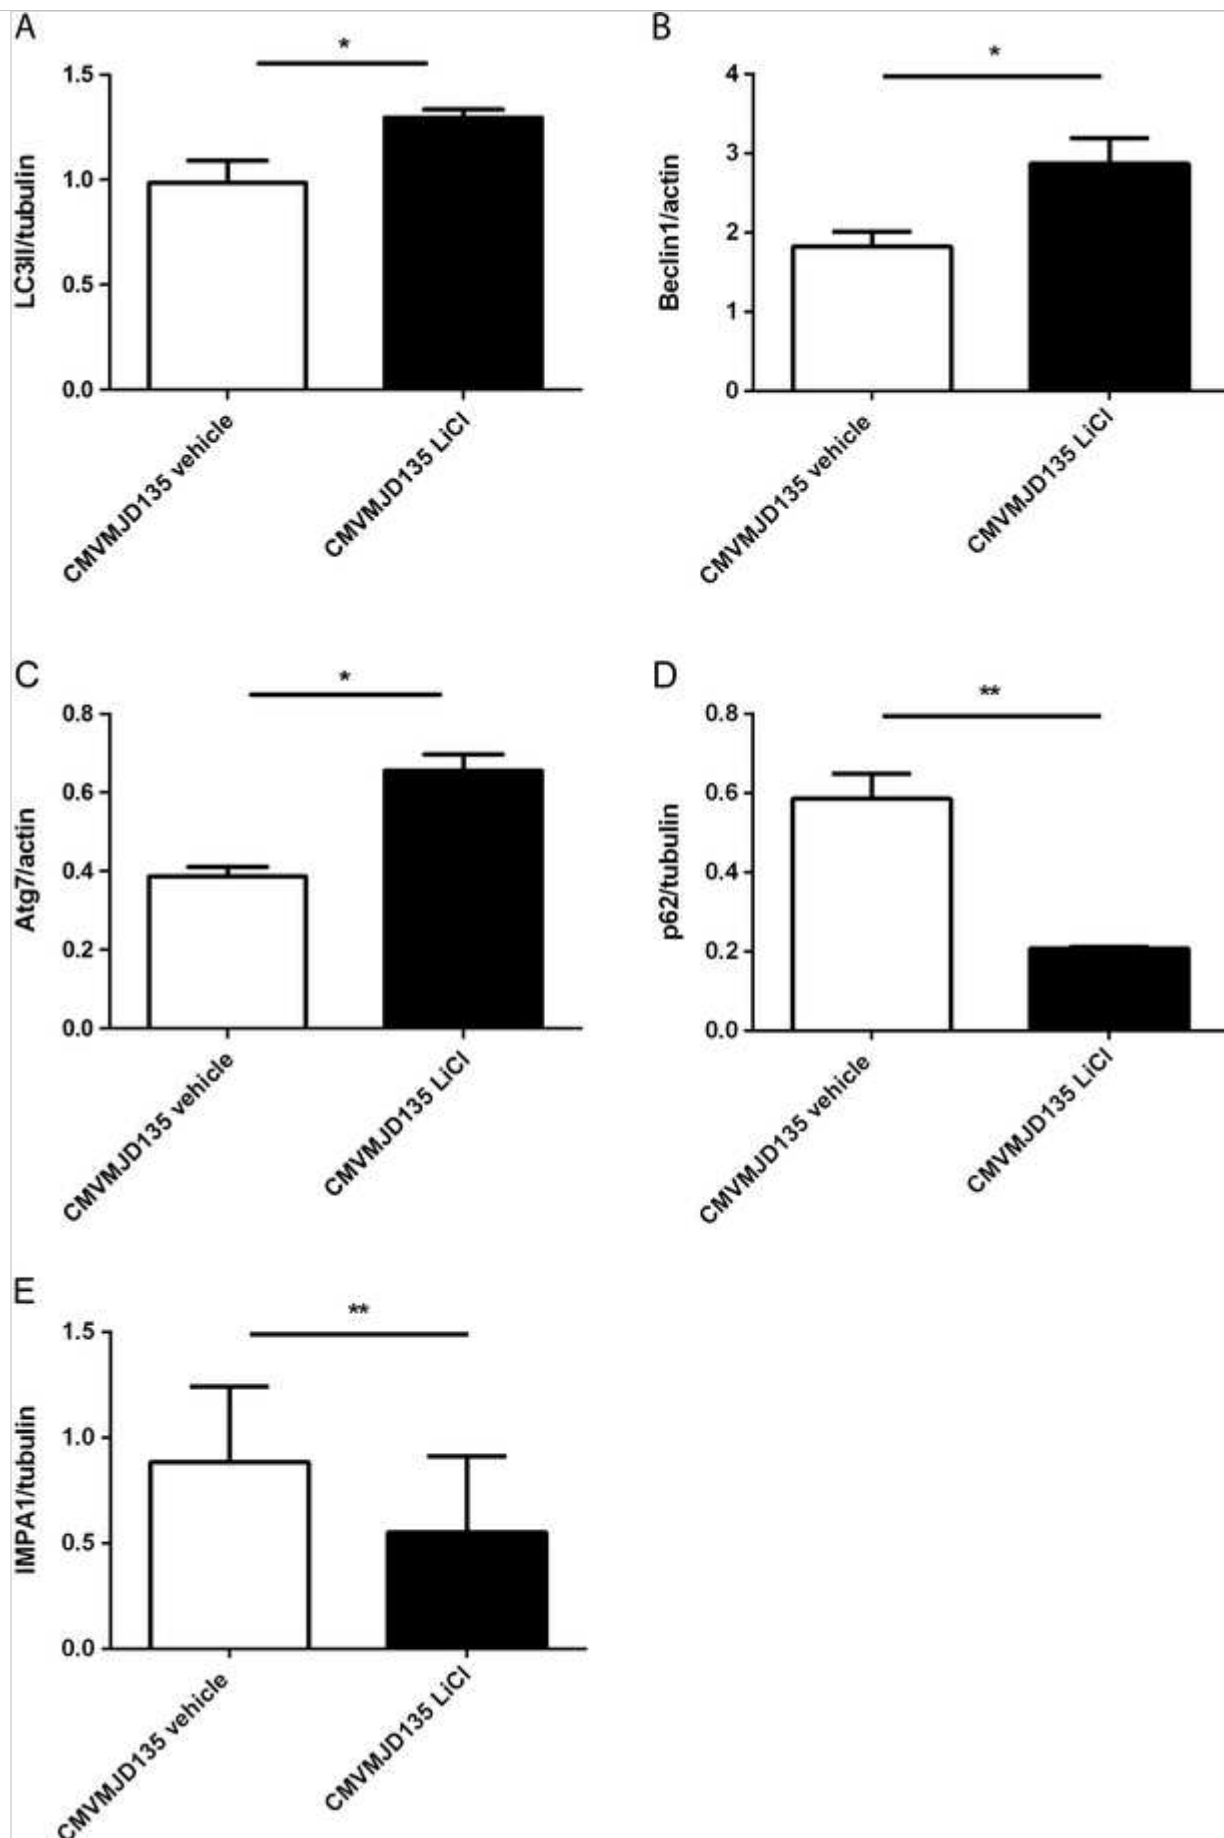 A
*
1.5
1.0
0.5
0.0
LC3II/tubulin
CMVMJD135 vehicle
CMVMJD135 LiCl
B
*
4
3
2
1
0
Beclin1/actin
CMVMJD135 vehicle
CMVMJD135 LiCl
C
*
0.8
0.6
0.4
0.2
0.0
Atg7/actin
CMVMJD135 vehicle
CMVMJD135 LiCl
D
**
0.8
0.6
0.4
0.2
0.0
p62/tubulin
CMVMJD135 vehicle
CMVMJD135 LiCl
E
**
1.5
1.0
0.5
0.0
IMPA1/tubulin
CMVMJD135 vehicle
CMVMJD135 LiCl